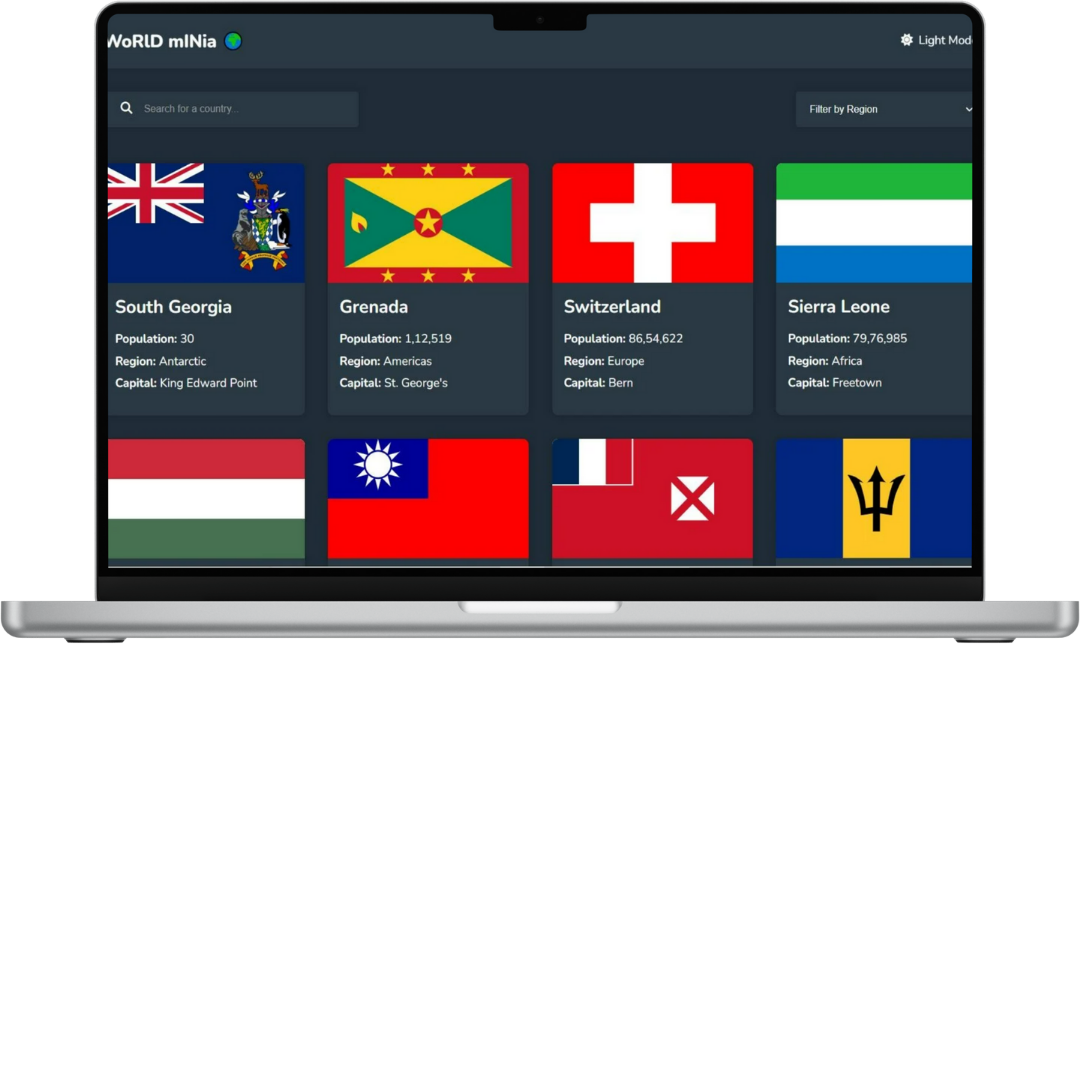 WoRlD mINia
Light Mod
Search for a country...
Filter by Region
South Georgia
Population: 30
Region: Antarctic
Capital: King Edward Point
Grenada
Population: 1,12,519
Region: Americas
Capital: St. George's
Switzerland
Population: 86,54,622
Region: Europe
Capital: Bern
Sierra Leone
Population: 79,76,985
Region: Africa
Capital: Freetown